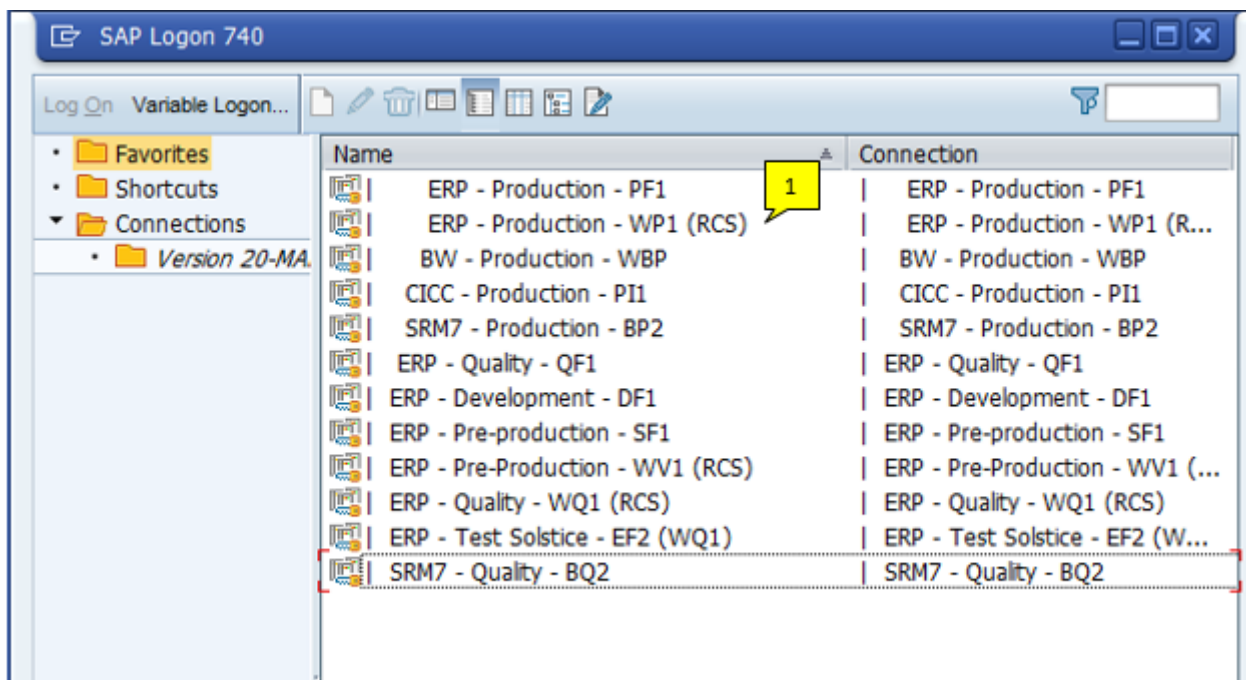 SAP Logon 740
Log On Variable Logon...
Favorites
Shortcuts
Connections
Version 20-MA.
Name Connection
| ERP - Production - PF1 | ERP - Production - PF1
1
| ERP - Production - WP1 (RCS) | ERP - Production - WP1 (R...
| BW - Production - WBP | BW - Production - WBP
| CICC - Production - PI1 | CICC - Production - PI1
| SRM7 - Production - BP2 | SRM7 - Production - BP2
| ERP - Quality - QF1 | ERP - Quality - QF1
| ERP - Development - DF1 | ERP - Development - DF1
| ERP - Pre-production - SF1 | ERP - Pre-production - SF1
| ERP - Pre-Production - WV1 (RCS) | ERP - Pre-Production - WV1 (...
| ERP - Quality - WQ1 (RCS) | ERP - Quality - WQ1 (RCS)
| ERP - Test Solstice - EF2 (WQ1) | ERP - Test Solstice - EF2 (W...
| SRM7 - Quality - BQ2 | SRM7 - Quality - BQ2